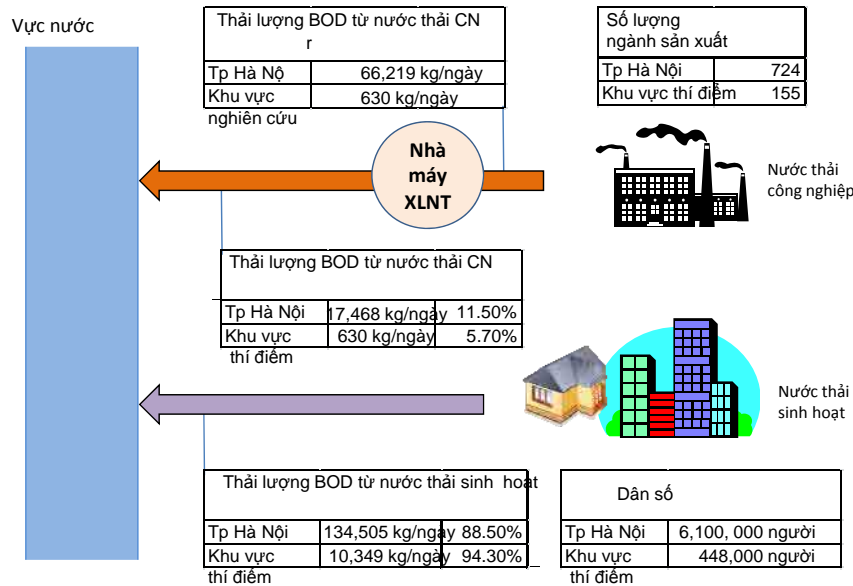 Vực nước
Thải lượng BOD từ nước thải CN
r
Tp Hà Nộ 66,219 kg/ngày
Khu vực 630 kg/ngày
nghiên cứu
Số lượng
ngành sản xuất
Tp Hà Nội 724
Khu vực thí điểm 155
Nhà
máy
XLNT
Nước thải
công nghiệp
Thải lượng BOD từ nước thải CN
Tp Hà Nội 17,468 kg/ngày 11.50%
Khu vực 630 kg/ngày 5.70%
thí điểm
Nước thải
sinh hoạt
Thải lượng BOD từ nước thải sinh hoạt
Tp Hà Nội 134,505 kg/ngày 88.50%
Khu vực 10,349 kg/ngày 94.30%
thí điểm
Dân số
Tp Hà Nội 6,100, 000 người
Khu vực 448,000 người
thí điểm